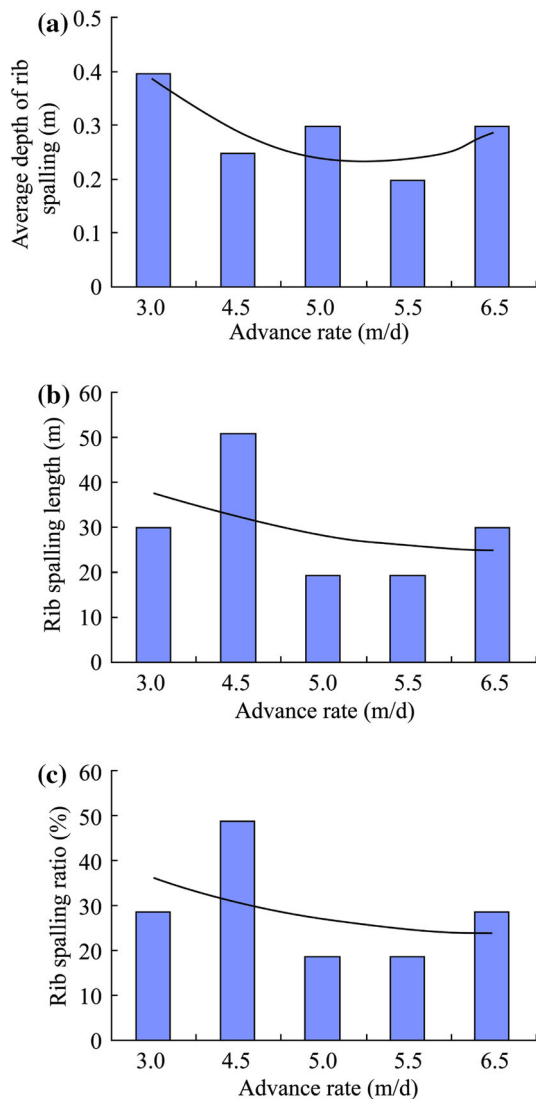 (a)
Average depth of rib
spalling (m)
0.5
0.4
0.3
0.2
0.1
0
3.0 4.5 5.0 5.5 6.5
Advance rate (m/d)
(b)
Rib spalling length (m)
60
50
40
30
20
10
0
3.0 4.5 5.0 5.5 6.5
Advance rate (m/d)
(c)
Rib spalling ratio (%)
60
50
40
30
20
10
0
3.0 4.5 5.0 5.5 6.5
Advance rate (m/d)